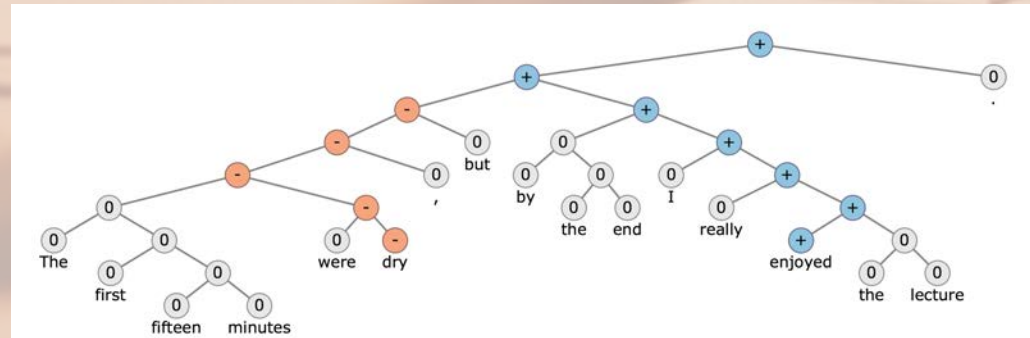 +
+ 0
.
- +
- 0 0 +
but
- 0 0 0 0 +
, by I
0 - 0 0 0 +
the end really
0 0 0 - + 0
The were dry enjoyed
0 0 0 0
first the lecture
0 0
fifteen minutes